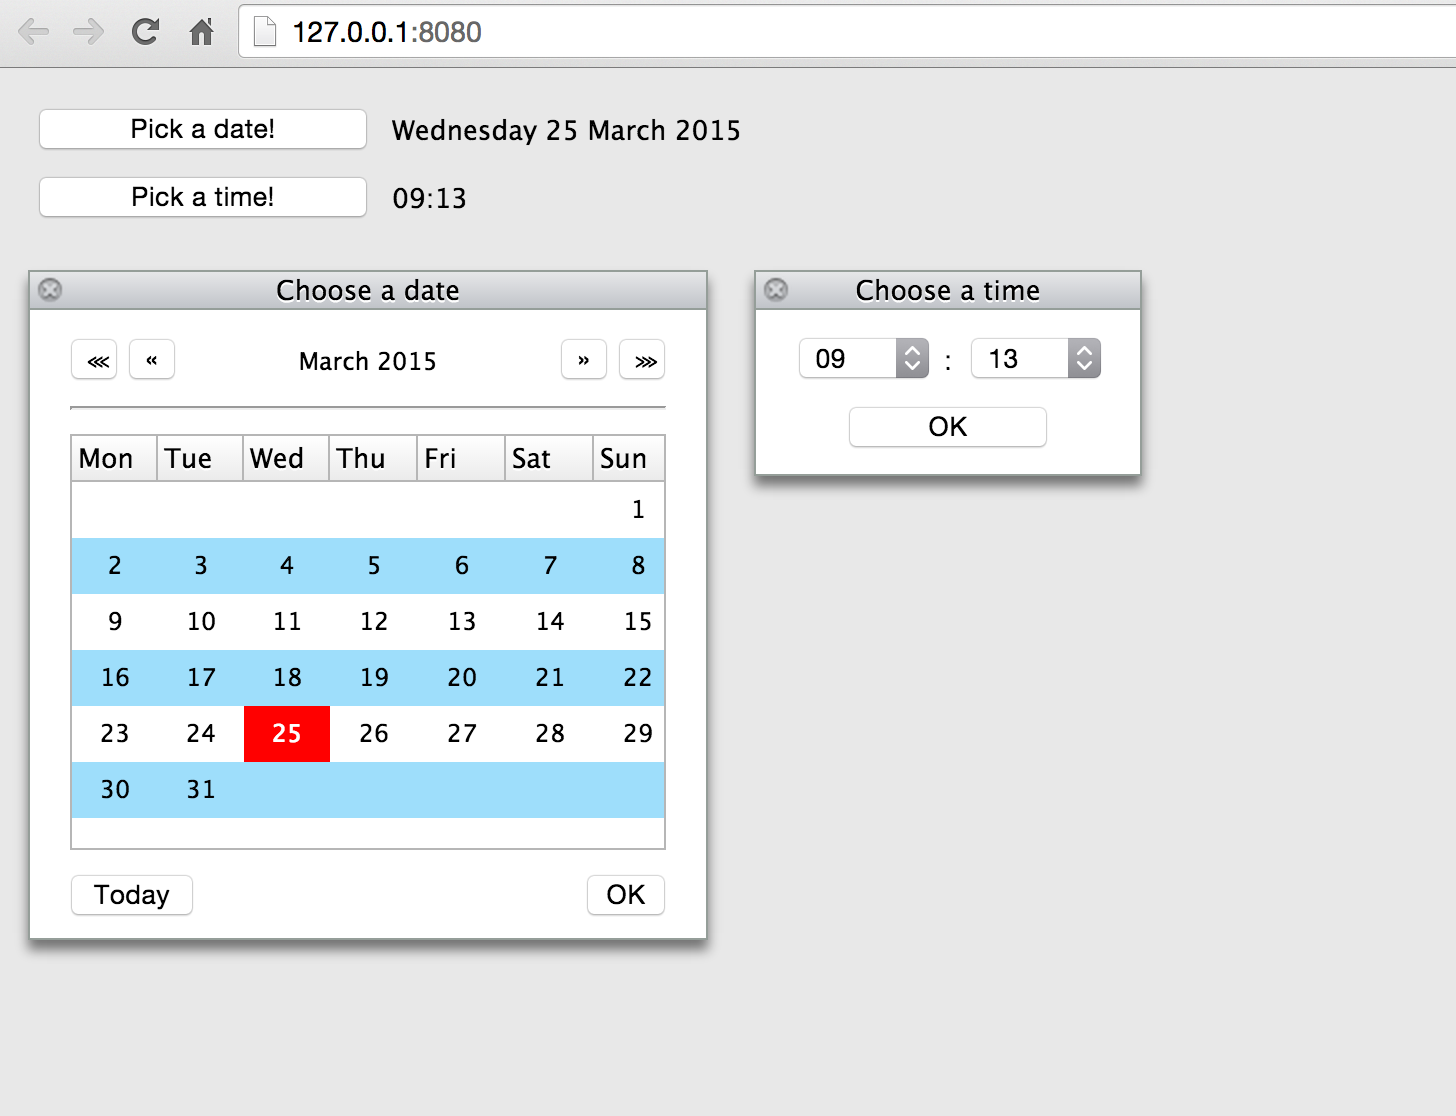 127.0.0.1:8080
Pick a date! Wednesday 25 March 2015
Pick a time! 09:13
Choose a date
⋘ « March 2015 » ⋙
Mon Tue Wed Thu Fri Sat Sun
1
2 3 4 5 6 7 8
9 10 11 12 13 14 15
16 17 18 19 20 21 22
23 24 25 26 27 28 29
30 31
Today OK
Choose a time
09 : 13
OK